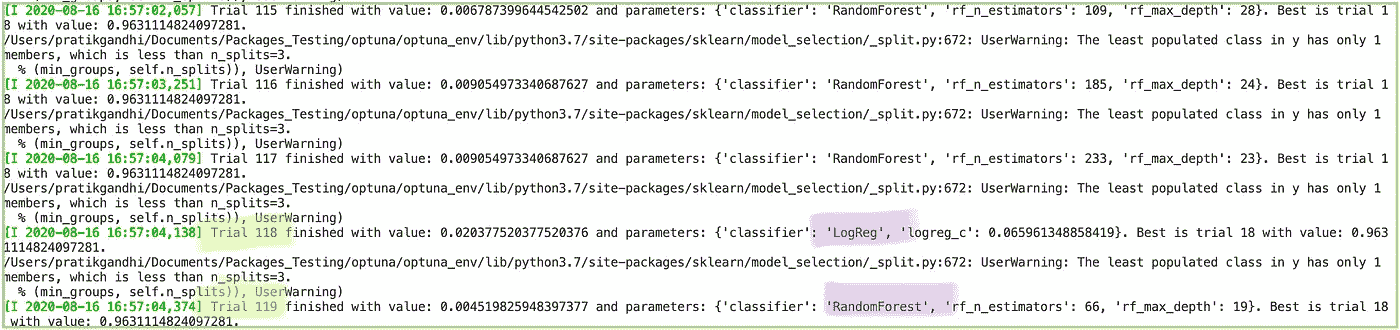 [I 2020-08-16 16:57:02,057] Trial 115 finished with value: 0.006787399644542502 and parameters: {'classifier': 'RandomForest', 'rf_n_estimators': 109, 'rf_max_depth': 28}. Best is trial 1
8 with value: 0.9631114824097281.
/Users/pratikgandhi/Documents/Packages_Testing/optuna/optuna_env/lib/python3.7/site-packages/sklearn/model_selection/_split.py:672: UserWarning: The least populated class in y has only 1
members, which is less than n_splits=3.
% (min_groups, self.n_splits)), UserWarning)
[I 2020-08-16 16:57:03,251] Trial 116 finished with value: 0.009054973340687627 and parameters: {'classifier': 'RandomForest', 'rf_n_estimators': 185, 'rf_max_depth': 24}. Best is trial 1
8 with value: 0.9631114824097281.
/Users/pratikgandhi/Documents/Packages_Testing/optuna/optuna_env/lib/python3.7/site-packages/sklearn/model_selection/_split.py:672: UserWarning: The least populated class in y has only 1
members, which is less than n_splits=3.
% (min_groups, self.n_splits)), UserWarning)
[I 2020-08-16 16:57:04,079] Trial 117 finished with value: 0.009054973340687627 and parameters: {'classifier': 'RandomForest', 'rf_n_estimators': 233, 'rf_max_depth': 23}. Best is trial 1
8 with value: 0.9631114824097281.
/Users/pratikgandhi/Documents/Packages_Testing/optuna/optuna_env/lib/python3.7/site-packages/sklearn/model_selection/_split.py:672: UserWarning: The least populated class in y has only 1
members, which is less than n_splits=3.
% (min_groups, self.n_splits)), UserWarning)
[I 2020-08-16 16:57:04,138] Trial 118 finished with value: 0.020377520377520376 and parameters: {'classifier': 'LogReg', 'logreg_c': 0.065961348858419}. Best is trial 18 with value: 0.963
1114824097281.
/Users/pratikgandhi/Documents/Packages_Testing/optuna/optuna_env/lib/python3.7/site-packages/sklearn/model_selection/_split.py:672: UserWarning: The least populated class in y has only 1
members, which is less than n_splits=3.
% (min_groups, self.n_splits)), UserWarning)
[I 2020-08-16 16:57:04,374] Trial 119 finished with value: 0.004519825948397377 and parameters: {'classifier': 'RandomForest', 'rf_n_estimators': 66, 'rf_max_depth': 19}. Best is trial 18
with value: 0.9631114824097281.